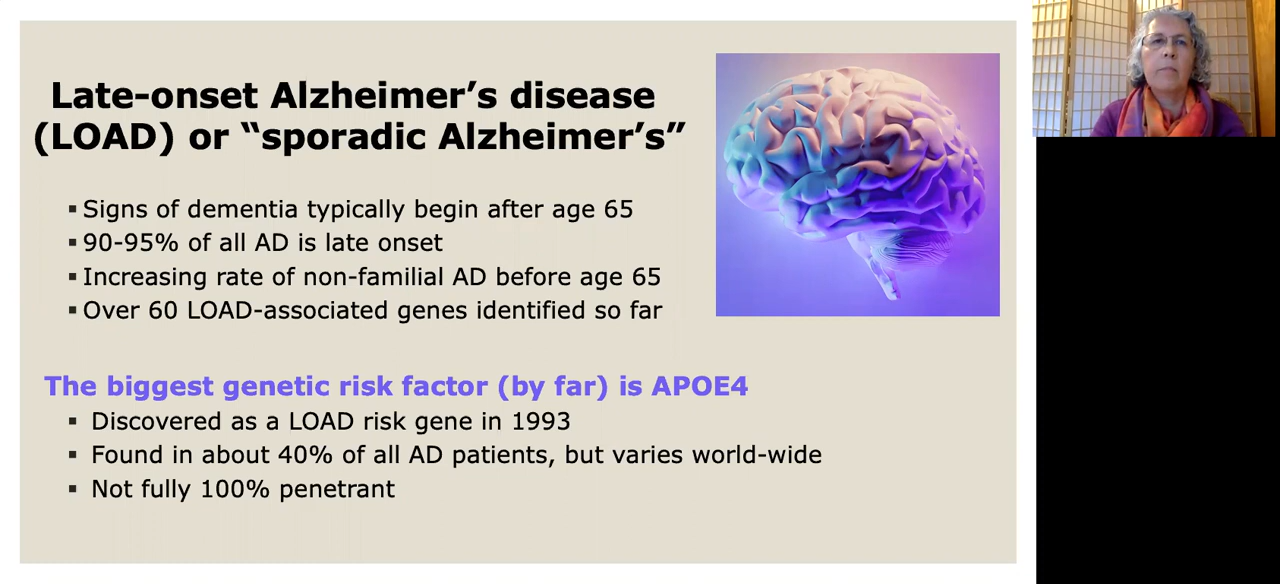 Late-onset Alzheimer’s disease
(LOAD) or “sporadic Alzheimer’s”
▪ Signs of dementia typically begin after age 65
▪ 90-95% of all AD is late onset
▪ Increasing rate of non-familial AD before age 65
▪ Over 60 LOAD-associated genes identified so far
The biggest genetic risk factor (by far) is APOE4
▪ Discovered as a LOAD risk gene in 1993
▪ Found in about 40% of all AD patients, but varies world-wide
▪ Not fully 100% penetrant